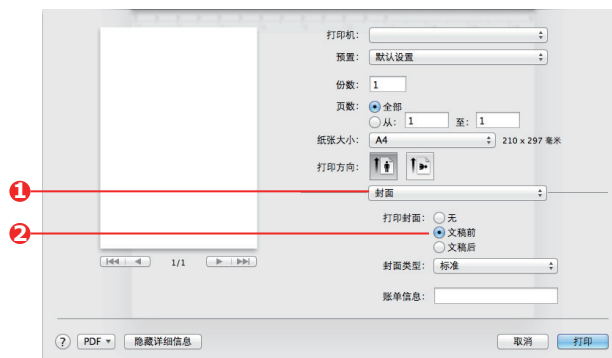 打印机:
预置: 默认设置
份数: 1
页数: 全部
从: 1 至: 1
纸张大小: A4 210 x 297 毫米
打印方向:
1 封面
打印封面: 无
2 文稿前
文稿后
1/1
封面类型: 标准
账单信息:
? PDF 隐藏详细信息 取消 打印